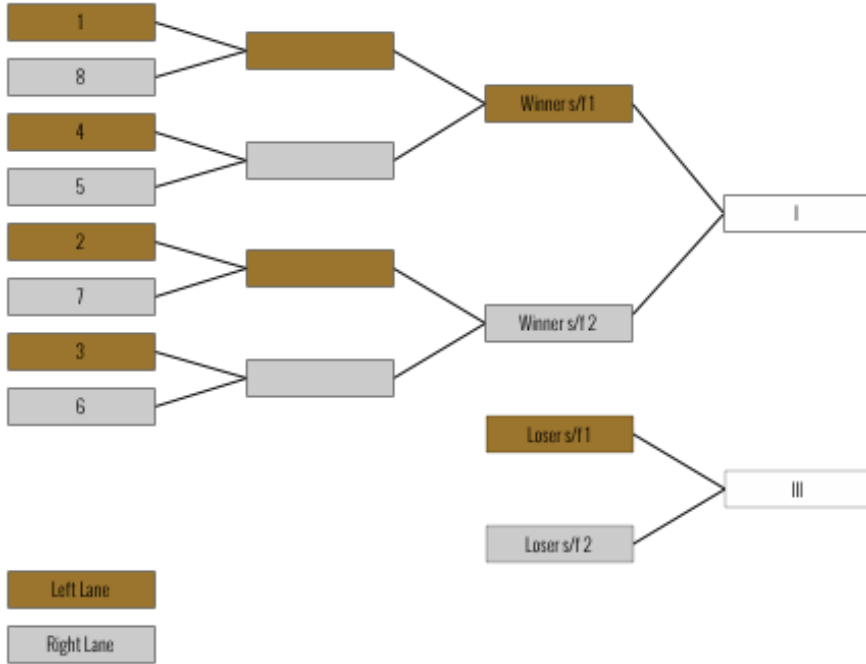 1
8
4
5
2
7
3
6
Winner s/f 1
Winner s/f 2
Loser s/f 1
Loser s/f 2
I
III
Left Lane
Right Lane